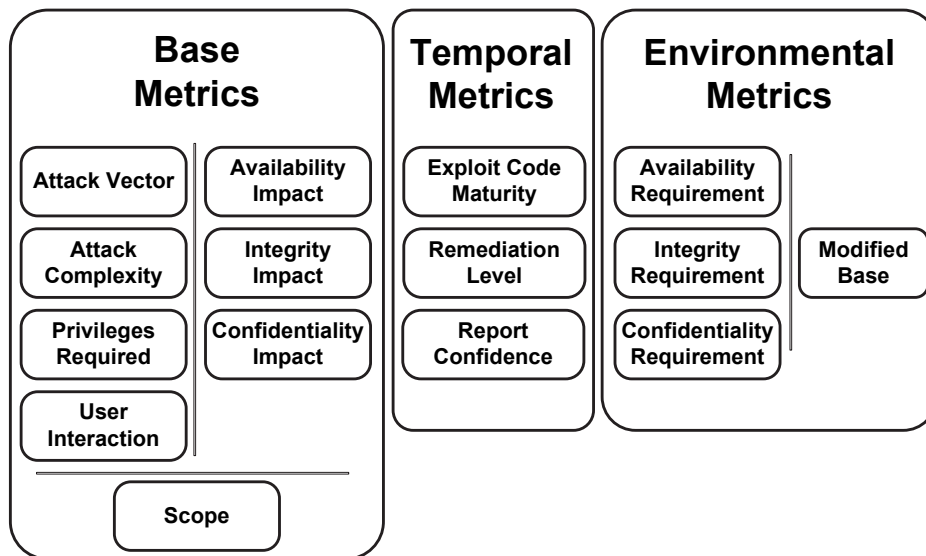 Base
Metrics
Attack Vector
Attack
Complexity
Privileges
Required
User
Interaction
Availability
Impact
Integrity
Impact
Confidentiality
Impact
Scope
Temporal
Metrics
Exploit Code
Maturity
Remediation
Level
Report
Confidence
Environmental
Metrics
Availability
Requirement
Integrity
Requirement
Confidentiality
Requirement
Modified
Base